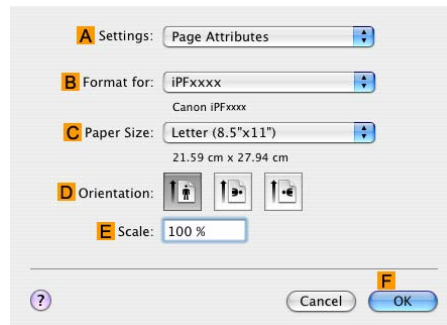 A Settings: Page Attributes
B Format for: iPFxxxx
Canon iPFxxxx
C Paper Size: Letter (8.5"x11")
21.59 cm x 27.94 cm
D Orientation:
E Scale: 100 %
F
? Cancel OK